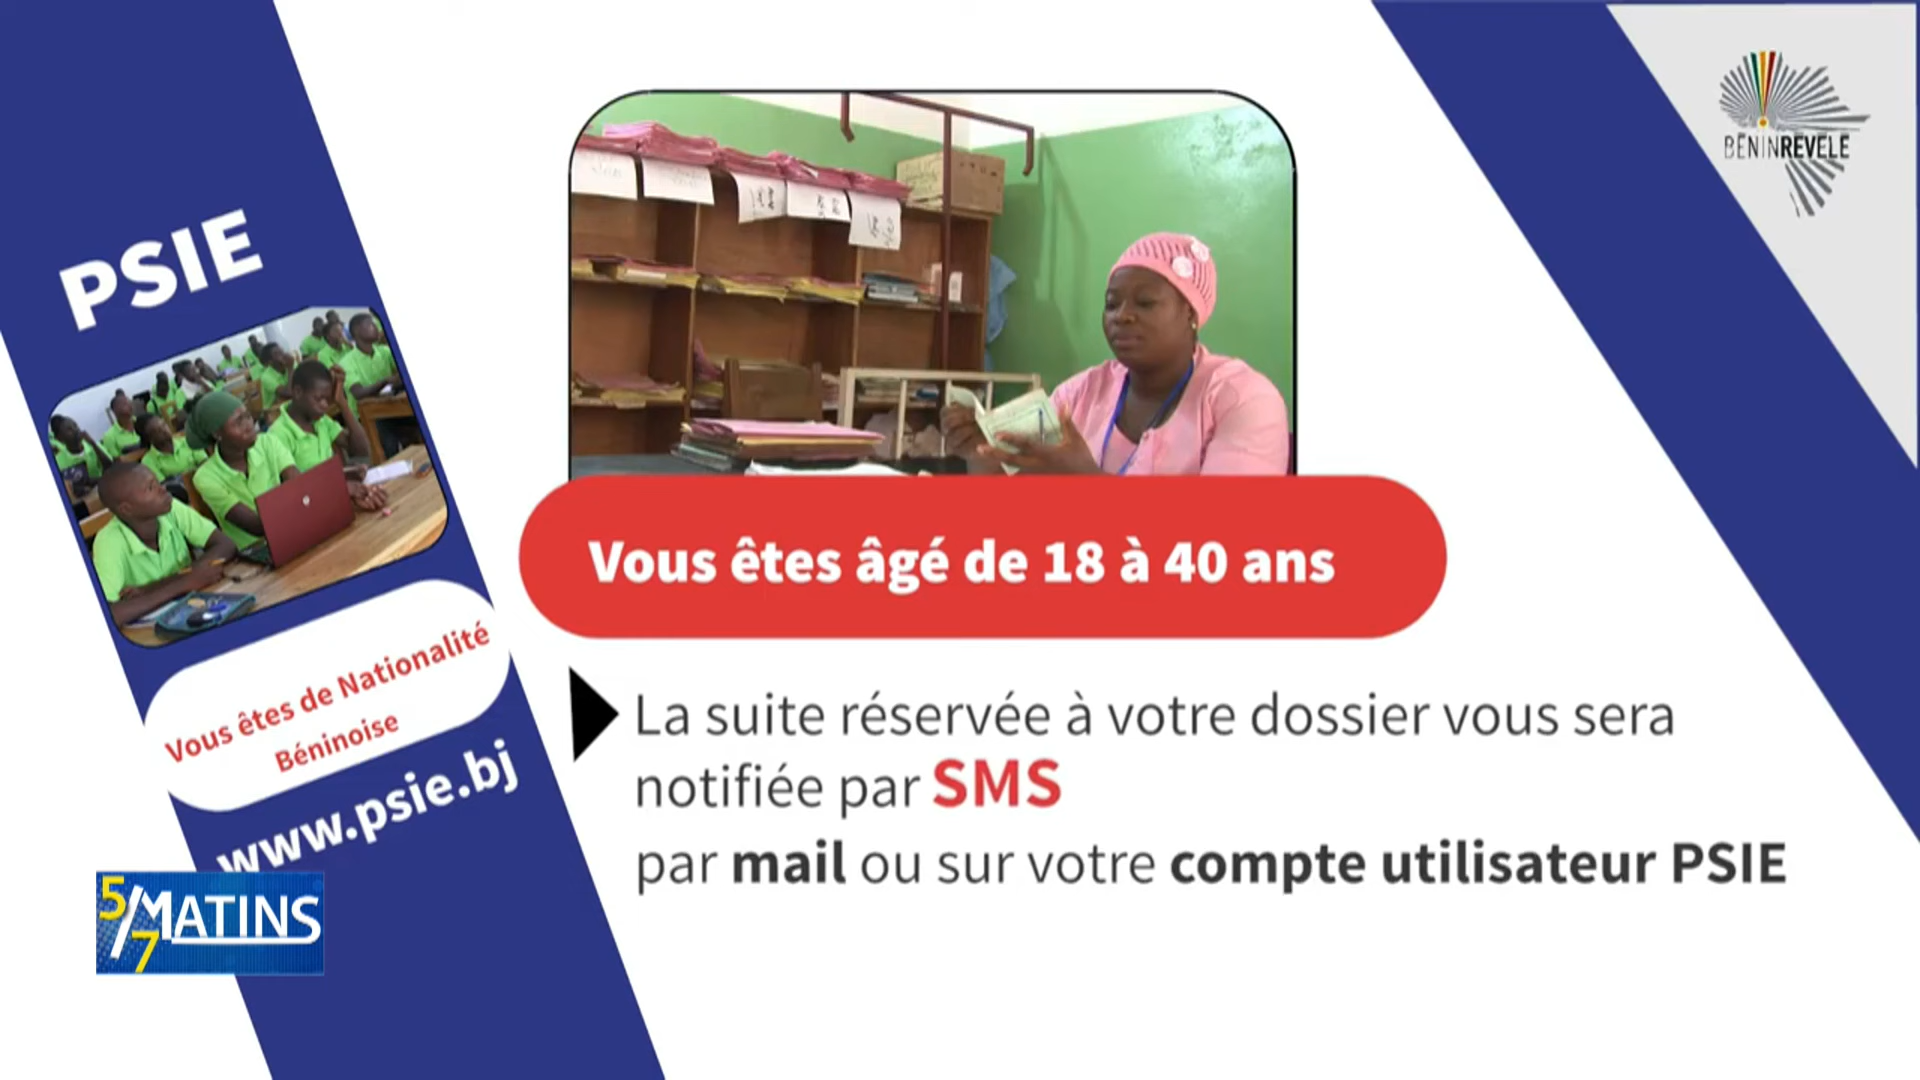 PSIE
Vous êtes de Nationalité
Béninoise
www.psie.bj
5/7 MATINS
BÉNINRÉVÉLÉ
Vous êtes âgé de 18 à 40 ans
La suite réservée à votre dossier vous sera
notifiée par SMS
par mail ou sur votre compte utilisateur PSIE